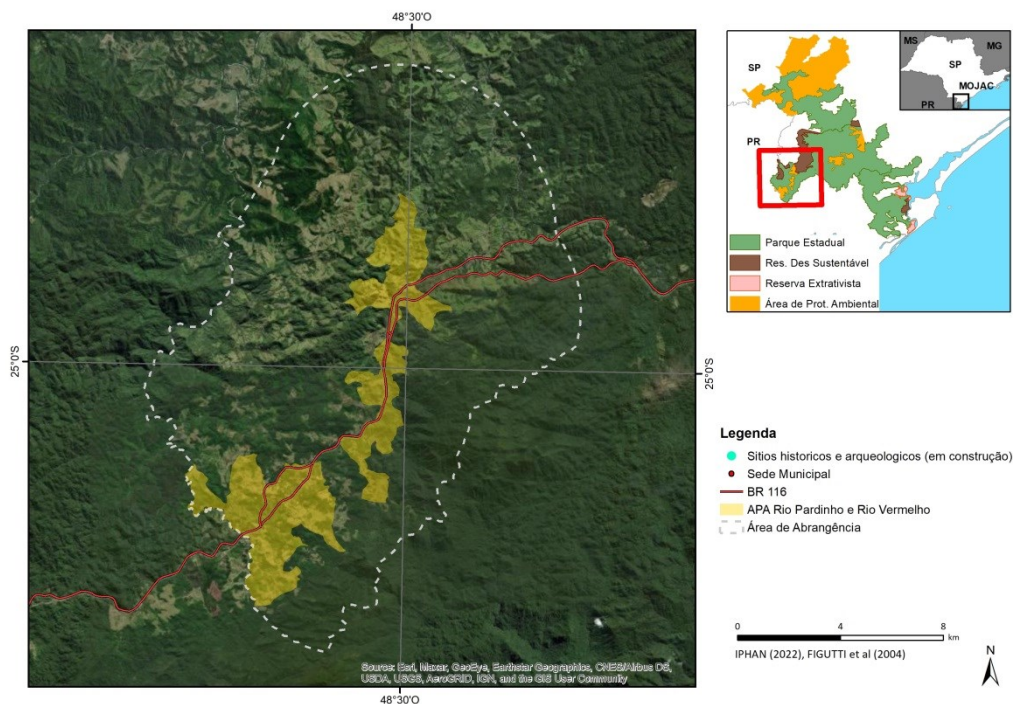 48°30'O
25°0'S
25°0'S
Source: Esri, Maxar, GeoEye, Earthstar Geographics, CNES/Airbus DS,
USDA, USGS, AeroGRID, IGN, and the GIS User Community
48°30'O
MS
MG
SP
SP
MOJAC
PR
PR
Parque Estadual
Res. Des Sustentável
Reserva Extrativista
Área de Prot. Ambiental
Legenda
Sitios historicos e arqueologicos (em construção)
Sede Municipal
BR 116
APA Rio Pardinho e Rio Vermelho
Área de Abrangência
0 4 8
km
IPHAN (2022), FIGUTTI et al (2004)
N